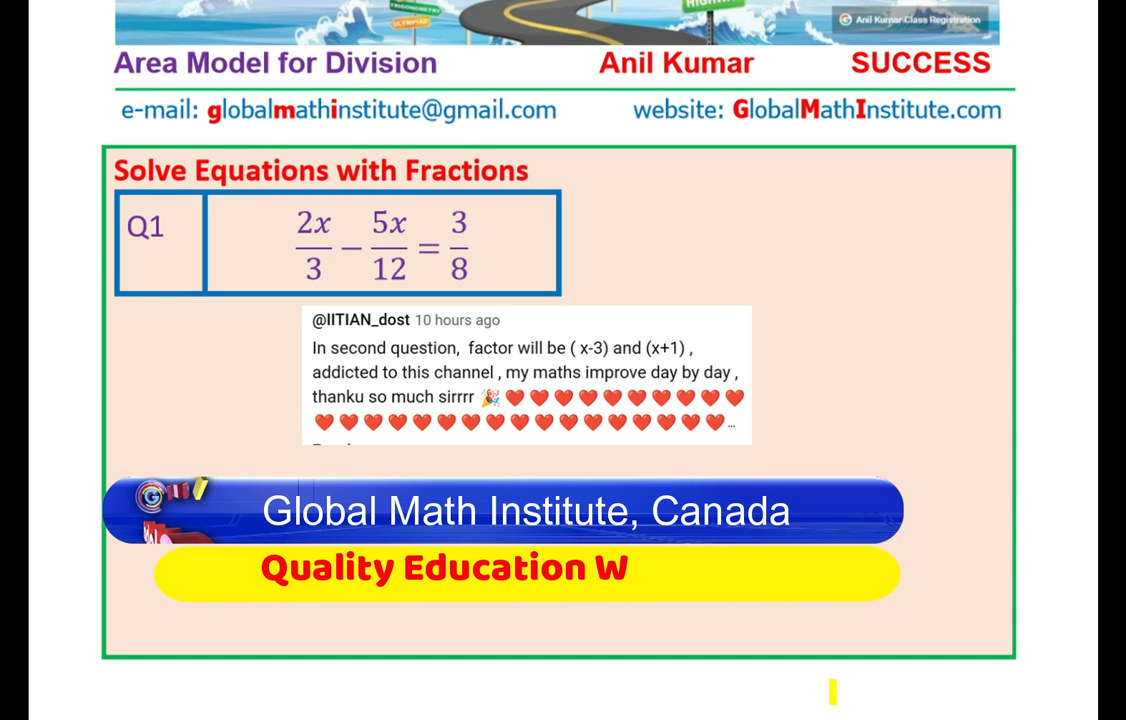 TRIGONOMETRY
OLYMPIAD
HIGHWAY
Anil Kumar Class Registration
Area Model for Division Anil Kumar SUCCESS
e-mail: globalmathinstitute@gmail.com website: GlobalMathInstitute.com
Solve Equations with Fractions
Q1 2x/3 − 5x/12 = 3/8
@IITIAN_dost 10 hours ago
In second question, factor will be ( x-3) and (x+1) ,
addicted to this channel , my maths improve day by day ,
thanku so much sirrrr 🎉 ❤️ ❤️ ❤️ ❤️ ❤️ ❤️ ❤️ ❤️ ❤️ ❤️
❤️ ❤️ ❤️ ❤️ ❤️ ❤️ ❤️ ❤️ ❤️ ❤️ ❤️ ❤️ ❤️ ❤️ ❤️ ❤️ ❤️ ...
Global Math Institute, Canada
Quality Education W